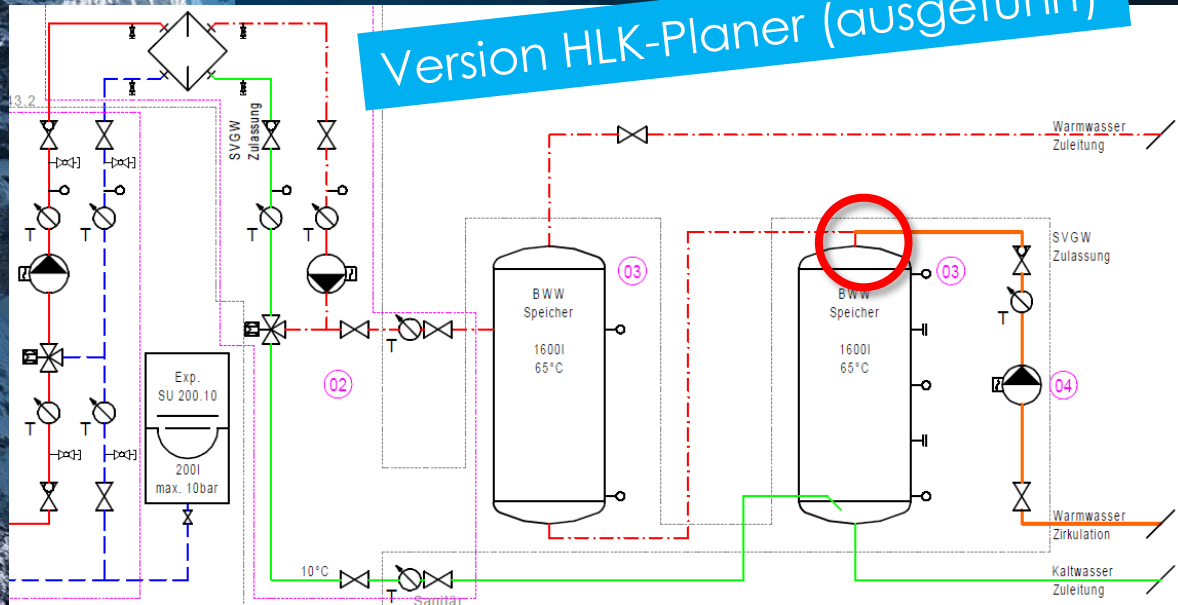 Version HLK-Planer (ausgeführt)
43.2
SVGW
Zulassung
Warmwasser
Zuleitung
T
T
T
T
SVGW
Zulassung
03
03
BWW
Speicher
1600l
65°C
BWW
Speicher
1600l
65°C
T
T
02
04
Exp.
SU 200.10
200l
max. 10bar
T
T
Warmwasser
Zirkulation
10°C
T
Sanitär
Kaltwasser
Zuleitung